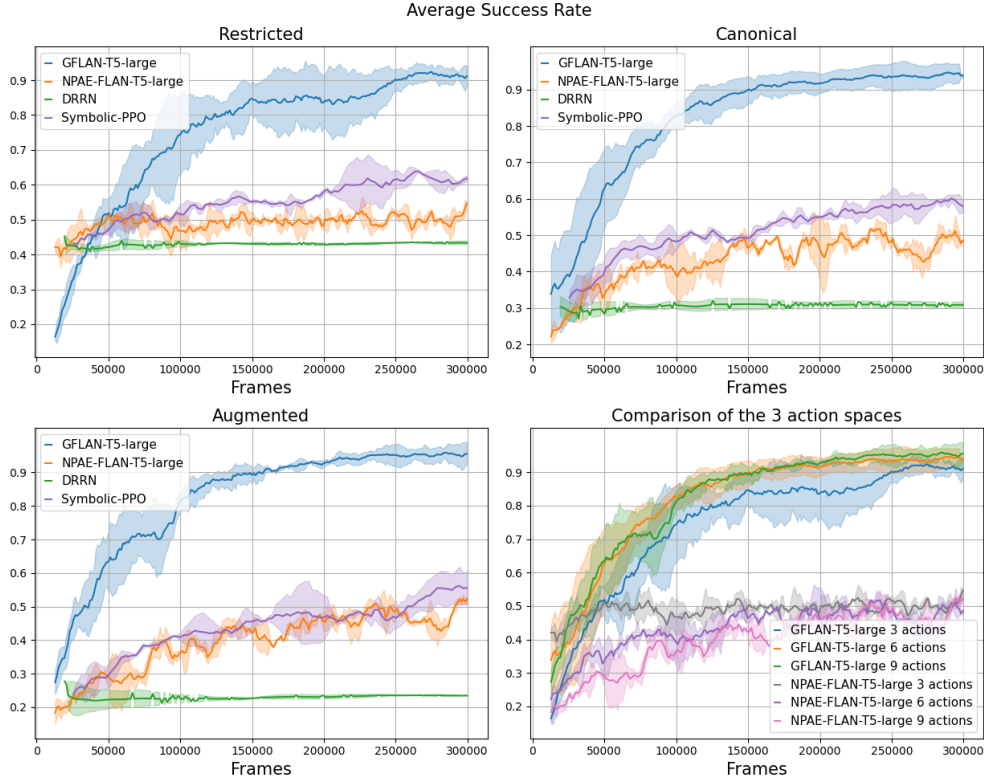 Average Success Rate
Restricted
GFLAN-T5-large
NPAE-FLAN-T5-large
DRRN
Symbolic-PPO
0.9
0.8
0.7
0.6
0.5
0.4
0.3
0.2
0 50000 100000 150000 200000 250000 300000
Frames
Canonical
GFLAN-T5-large
NPAE-FLAN-T5-large
DRRN
Symbolic-PPO
0.9
0.8
0.7
0.6
0.5
0.4
0.3
0.2
0 50000 100000 150000 200000 250000 300000
Frames
Augmented
GFLAN-T5-large
NPAE-FLAN-T5-large
DRRN
Symbolic-PPO
0.9
0.8
0.7
0.6
0.5
0.4
0.3
0.2
0 50000 100000 150000 200000 250000 300000
Frames
Comparison of the 3 action spaces
0.9
0.8
0.7
0.6
0.5
0.4
0.3
0.2
GFLAN-T5-large 3 actions
GFLAN-T5-large 6 actions
GFLAN-T5-large 9 actions
NPAE-FLAN-T5-large 3 actions
NPAE-FLAN-T5-large 6 actions
NPAE-FLAN-T5-large 9 actions
0 50000 100000 150000 200000 250000 300000
Frames